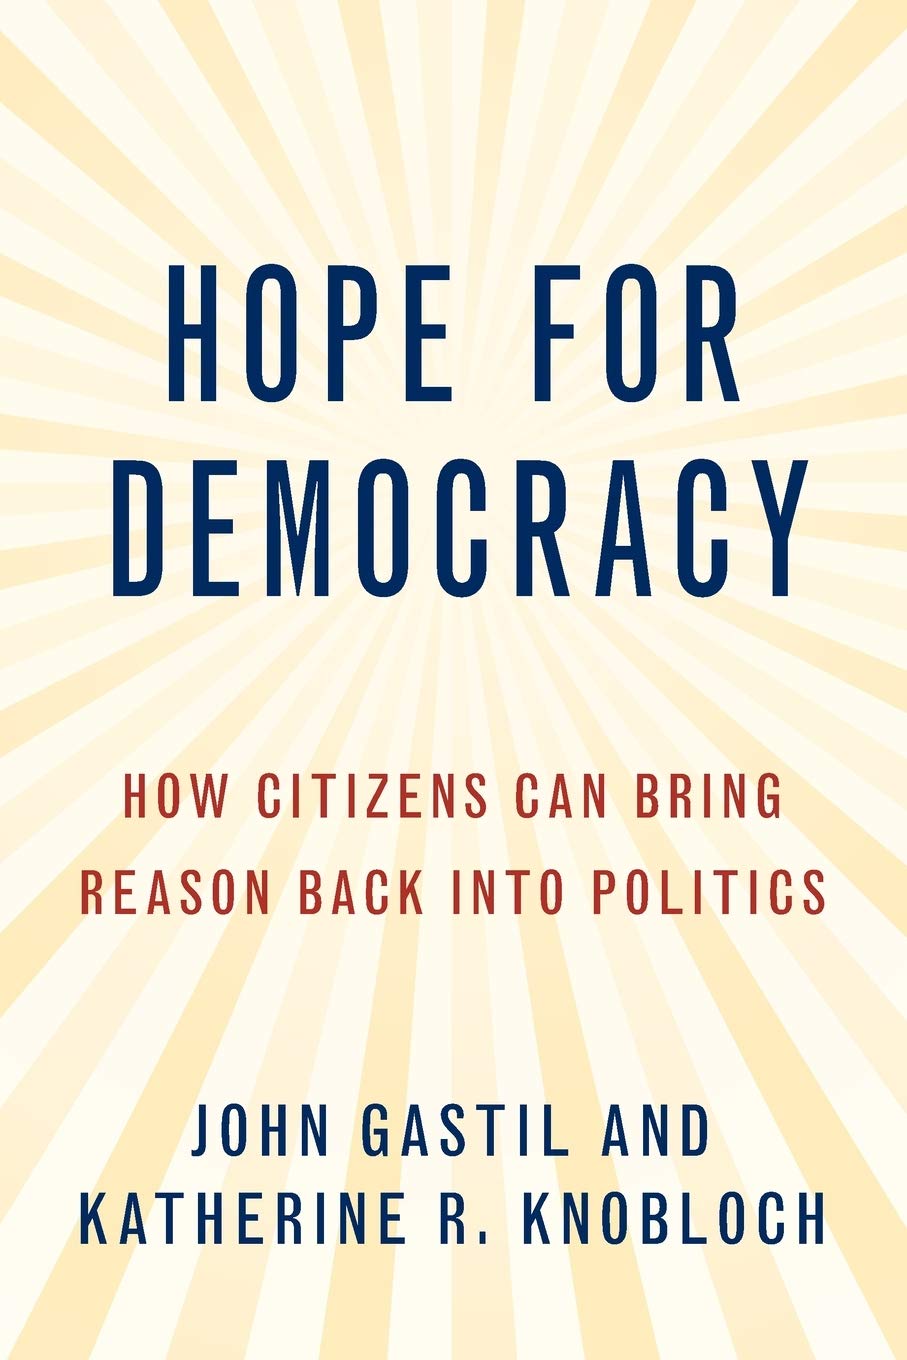 HOPE FOR
DEMOCRACY
HOW CITIZENS CAN BRING
REASON BACK INTO POLITICS
JOHN GASTIL AND
KATHERINE R. KNOBLOCH